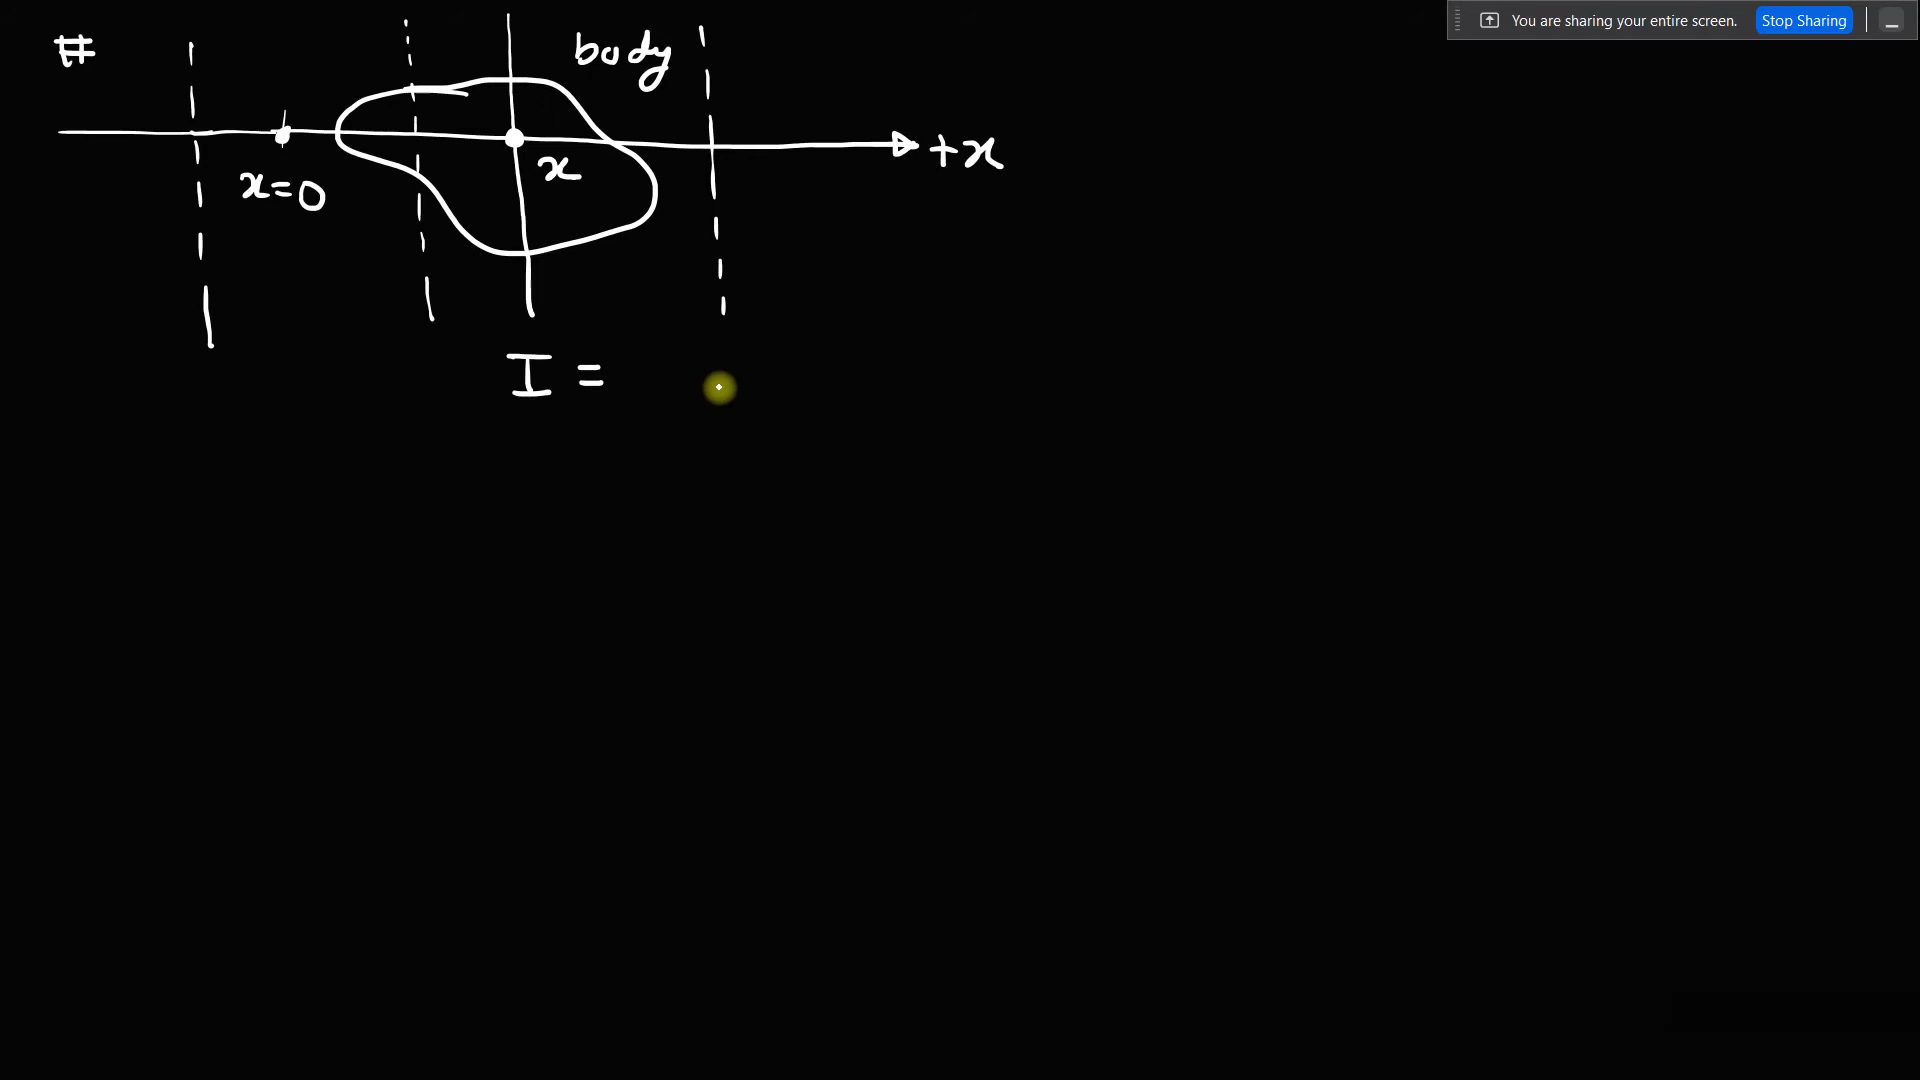 #
body
You are sharing your entire screen. Stop Sharing
+x
x
x=0
I =